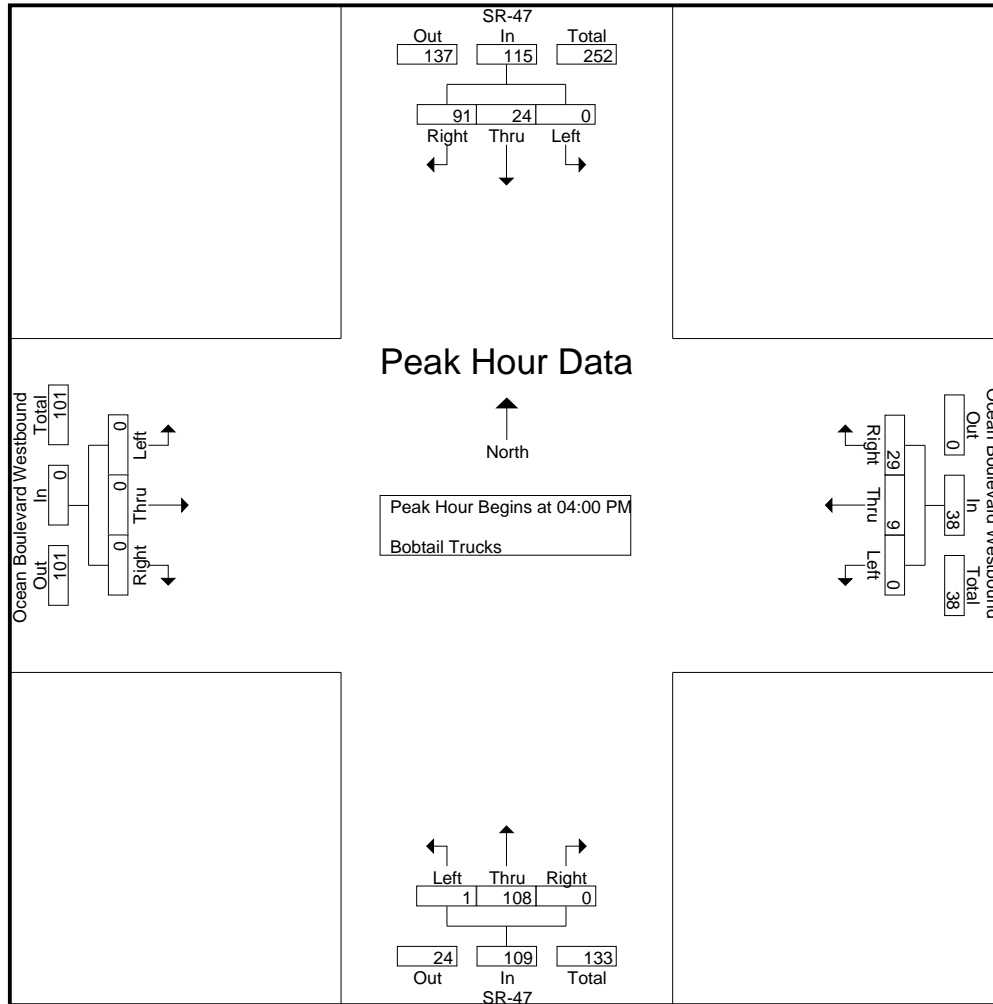 SR-47
Out In Total
137 115 252
91 24 0
Right Thru Left
Peak Hour Data
North
Peak Hour Begins at 04:00 PM
Bobtail Trucks
Ocean Boulevard Westbound
Total In Out
101 0 101
0 0 0
Left Thru Right
Ocean Boulevard Westbound
Out In Total
0 38 38
29 9 0
Right Thru Left
Left Thru Right
1 108 0
24 109 133
Out In Total
SR-47